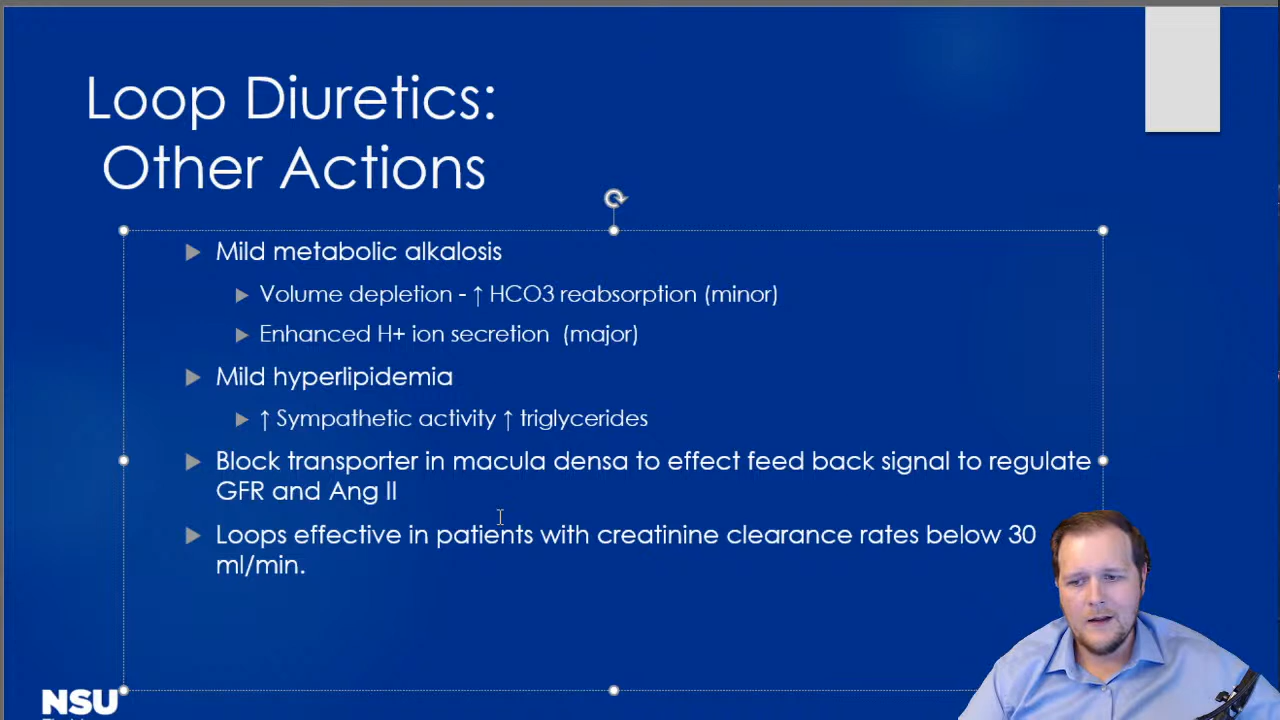 Loop Diuretics:
Other Actions
Mild metabolic alkalosis
Volume depletion - ↑ HCO3 reabsorption (minor)
Enhanced H+ ion secretion (major)
Mild hyperlipidemia
↑ Sympathetic activity ↑ triglycerides
Block transporter in macula densa to effect feed back signal to regulate
GFR and Ang II
Loops effective in patients with creatinine clearance rates below 30
ml/min.
NSU